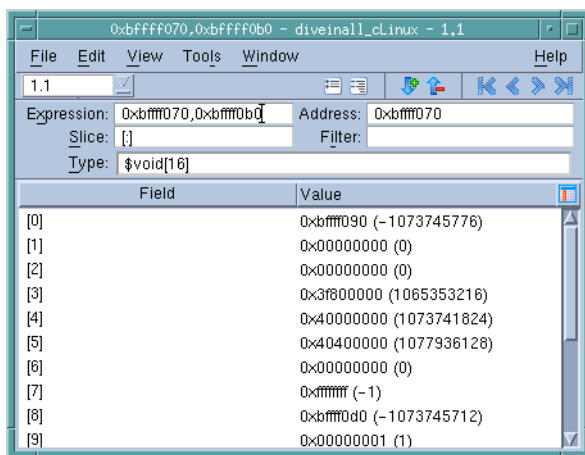 0xbffff070,0xbffff0b0 - diveinall_cLinux - 1.1
File Edit View Tools Window Help
1.1
Expression: 0xbffff070,0xbffff0b0 Address: 0xbffff070
Slice: [:] Filter:
Type: $void[16]
Field Value
[0] 0xbffff090 (-1073745776)
[1] 0x00000000 (0)
[2] 0x00000000 (0)
[3] 0x3f800000 (1065353216)
[4] 0x40000000 (1073741824)
[5] 0x40400000 (1077936128)
[6] 0x00000000 (0)
[7] 0xffffffff (-1)
[8] 0xbffff0d0 (-1073745712)
[9] 0x00000001 (1)